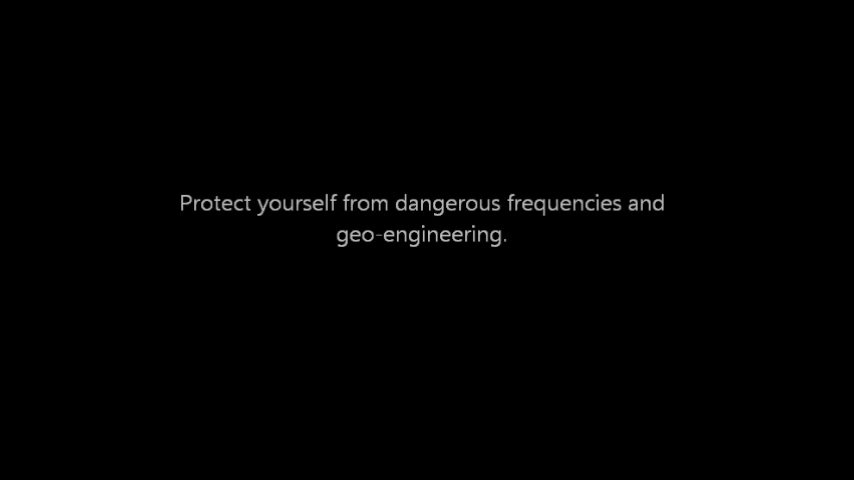 Protect yourself from dangerous frequencies and
geo-engineering.